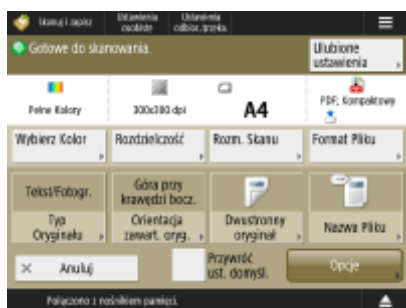 Skanuj i zapisz
Ustawienia osobiste
Ustawienia odbior. trzeka.
Gotowe do skanowania.
Ulubione ustawienia
Pełne Kolory
300x300 dpi
A4
PDF; Kompaktowy
Wybierz Kolor
Rozdzielczość
Rozm. Skanu
Format Pliku
Tekst/Fotogr.
Góra przy
krawędzi bocz.
Typ
Oryginału
Orientacja
zawart. oryg.
Dwustronny
oryginał
Nazwa Pliku
Anuluj
Przywróć
ust. domyśl.
Opcje
Połączono z nośnikiem pamięci.